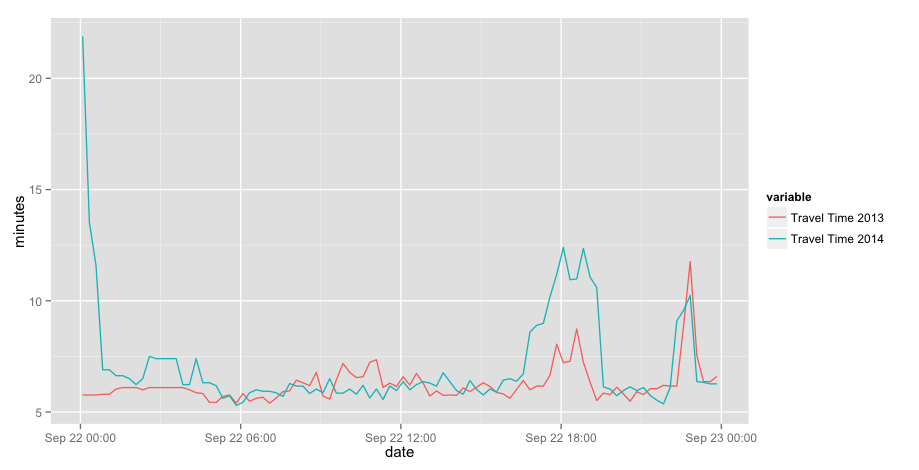 20
15
10
5
minutes
Sep 22 00:00 Sep 22 06:00 Sep 22 12:00 Sep 22 18:00 Sep 23 00:00
date
variable
Travel Time 2013
Travel Time 2014